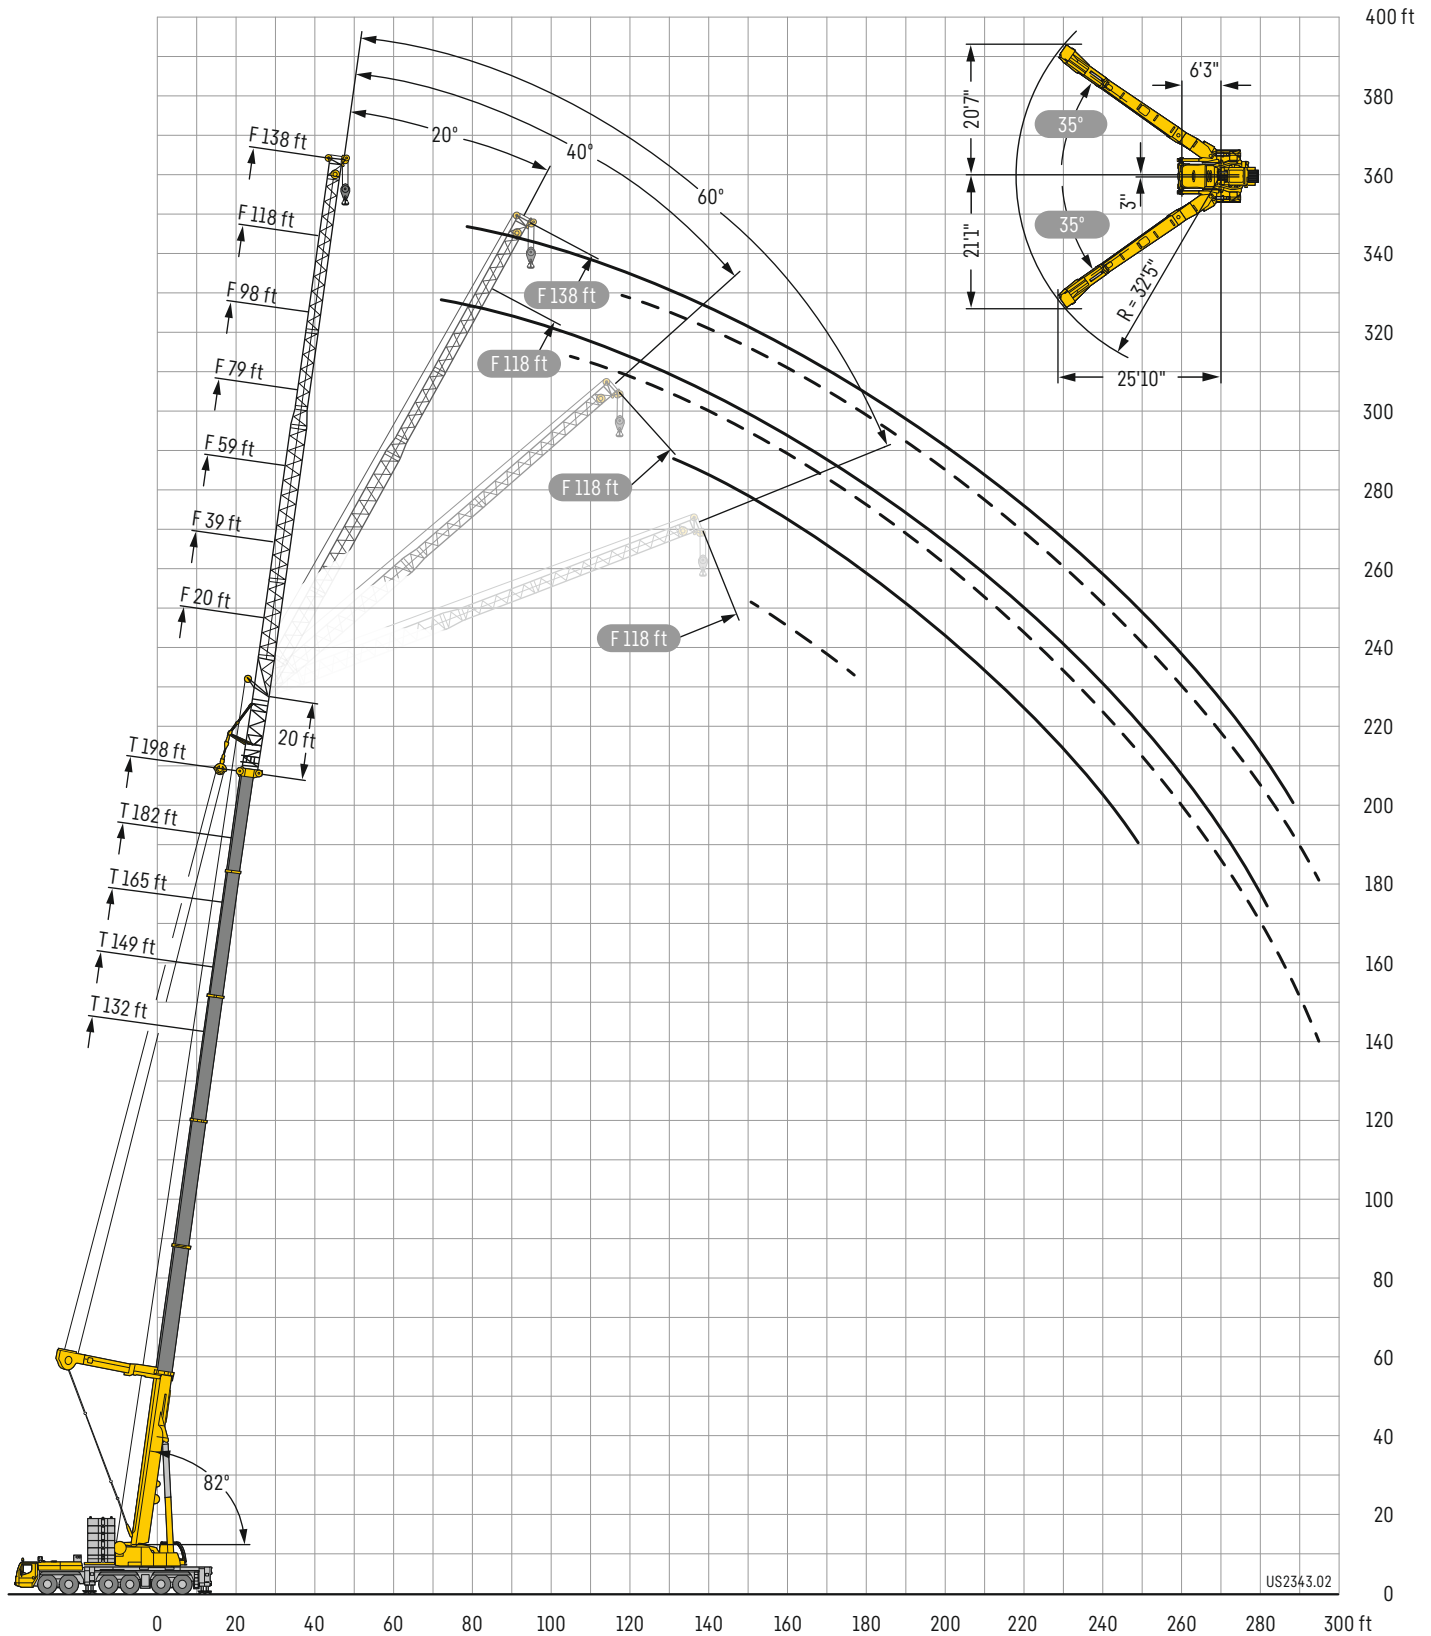 400 ft
380
360
340
320
300
280
260
240
220
200
180
160
140
120
100
80
60
40
20
0
20°
40°
60°
F 138 ft
F 118 ft
F 98 ft
F 79 ft
F 59 ft
F 39 ft
F 20 ft
20 ft
T 198 ft
T 182 ft
T 165 ft
T 149 ft
T 132 ft
82°
F 138 ft
F 118 ft
F 118 ft
F 118 ft
6'3"
20'7"
35°
3"
35°
21'1"
R = 32'5"
25'10"
US2343.02
0 20 40 60 80 100 120 140 160 180 200 220 240 260 280 300 ft